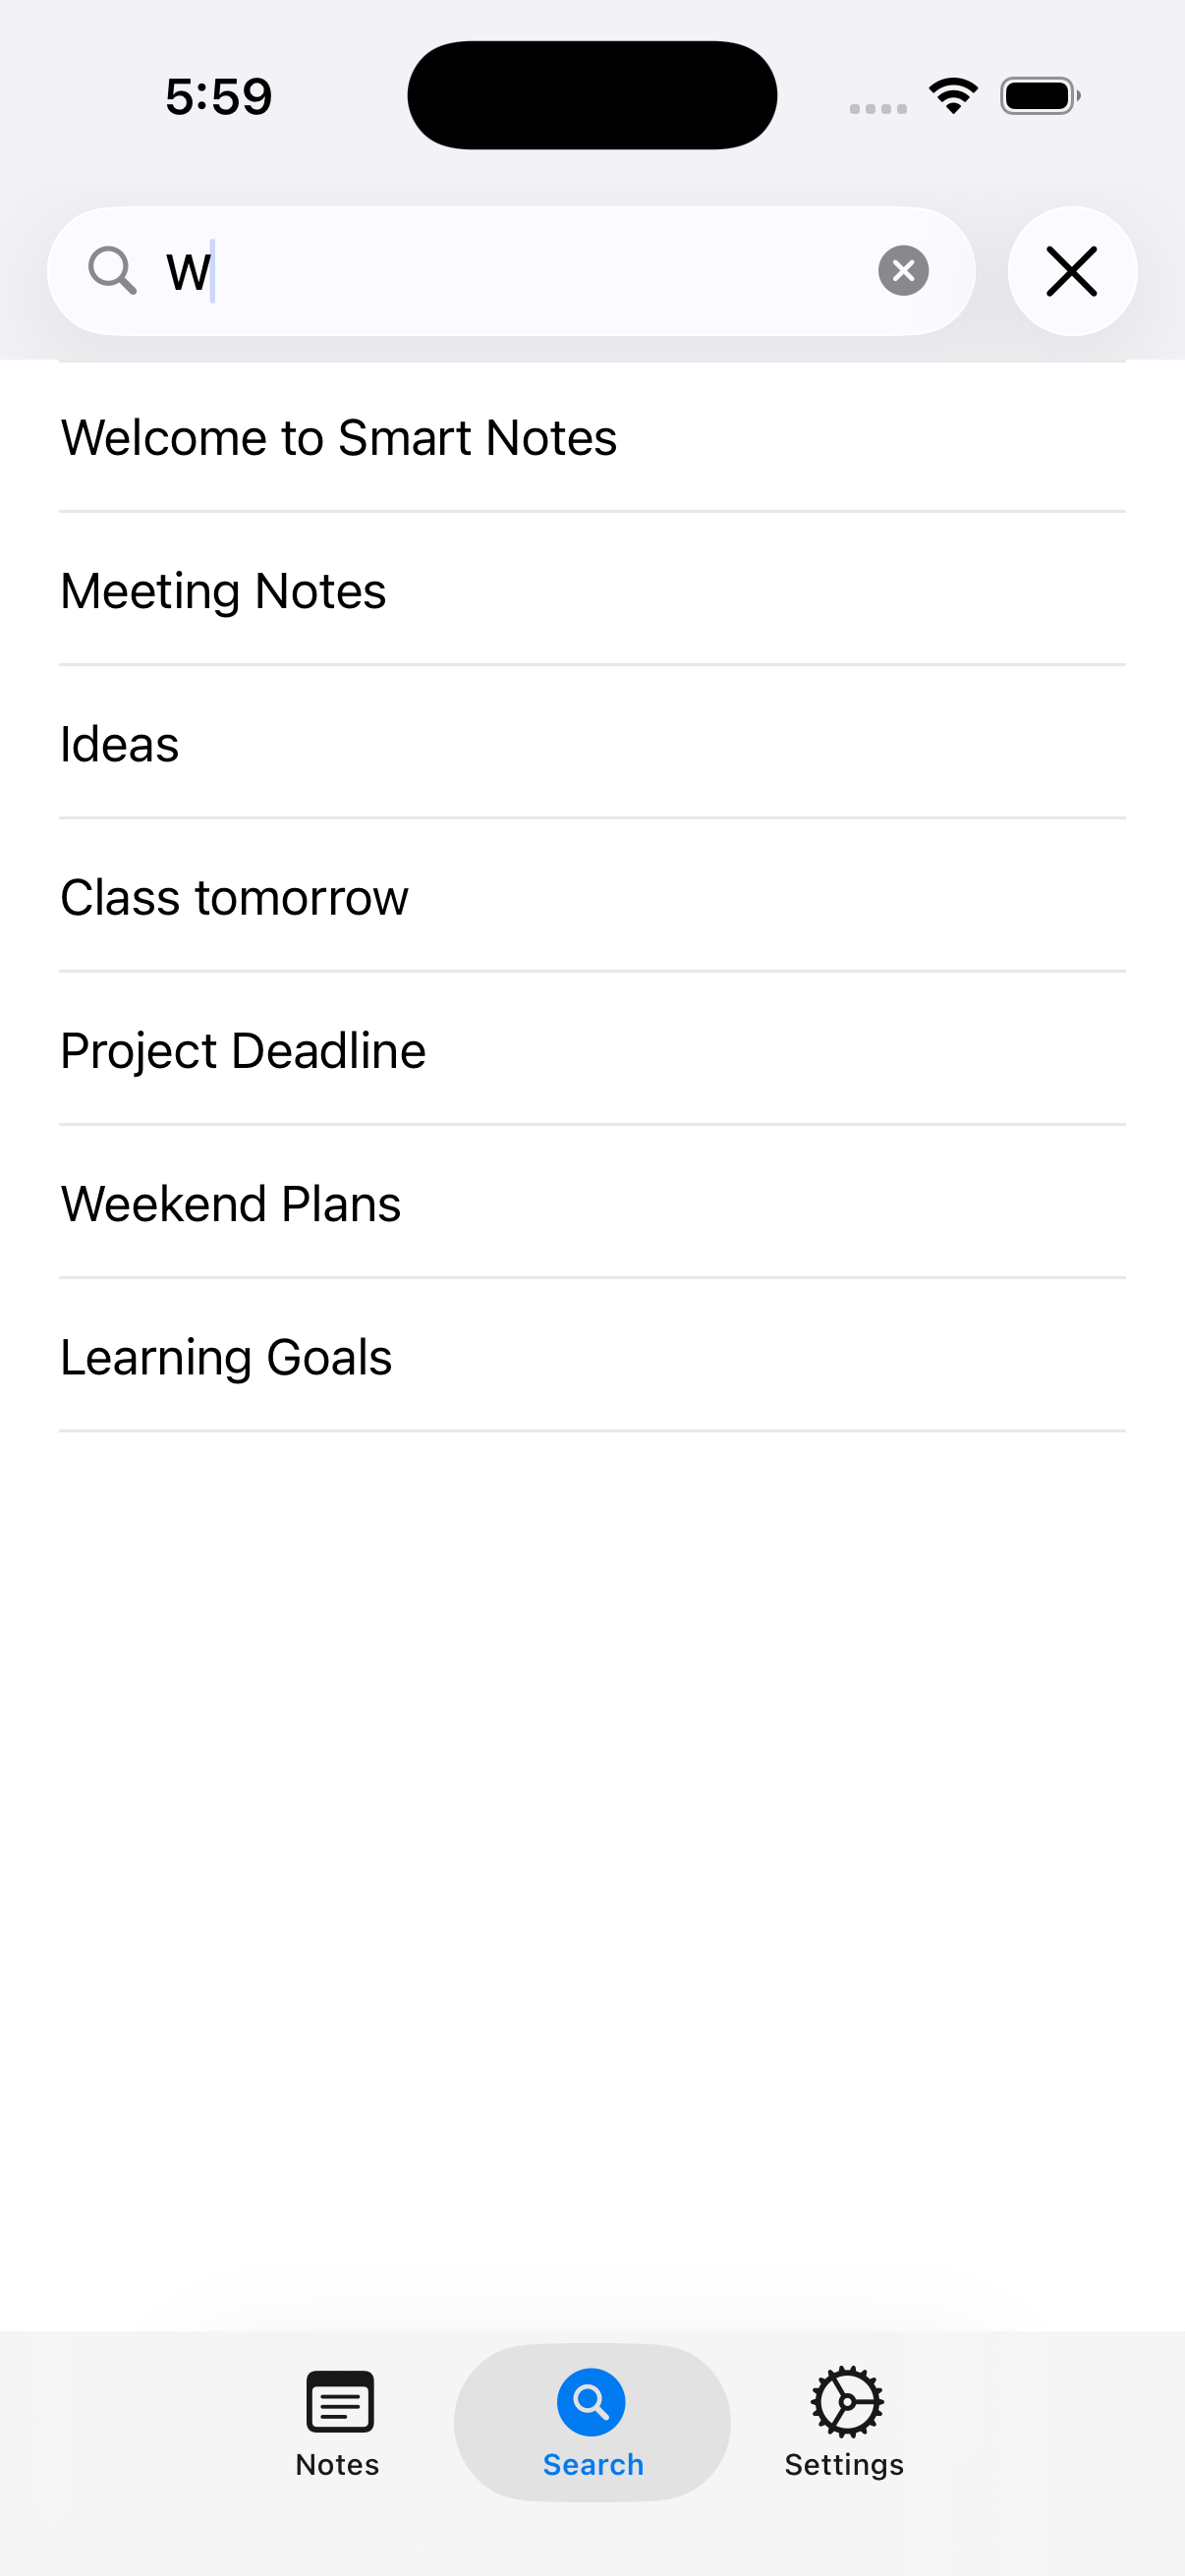 5:59
W
Welcome to Smart Notes
Meeting Notes
Ideas
Class tomorrow
Project Deadline
Weekend Plans
Learning Goals
Notes
Search
Settings